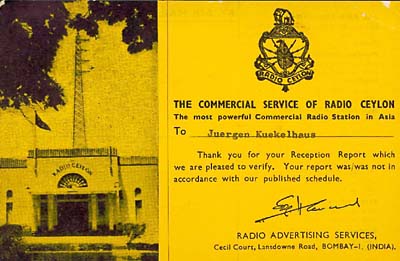 RADIO CEYLON
RADIO CEYLON
THE COMMERCIAL SERVICE OF RADIO CEYLON
The most powerful Commercial Radio Station in Asia
To Juergen Kuekelhaus
Thank you for your Reception Report which
we are pleased to verify. Your report was/was not in
accordance with our published schedule.
RADIO ADVERTISING SERVICES,
Cecil Court, Lansdowne Road, BOMBAY-1. (INDIA).